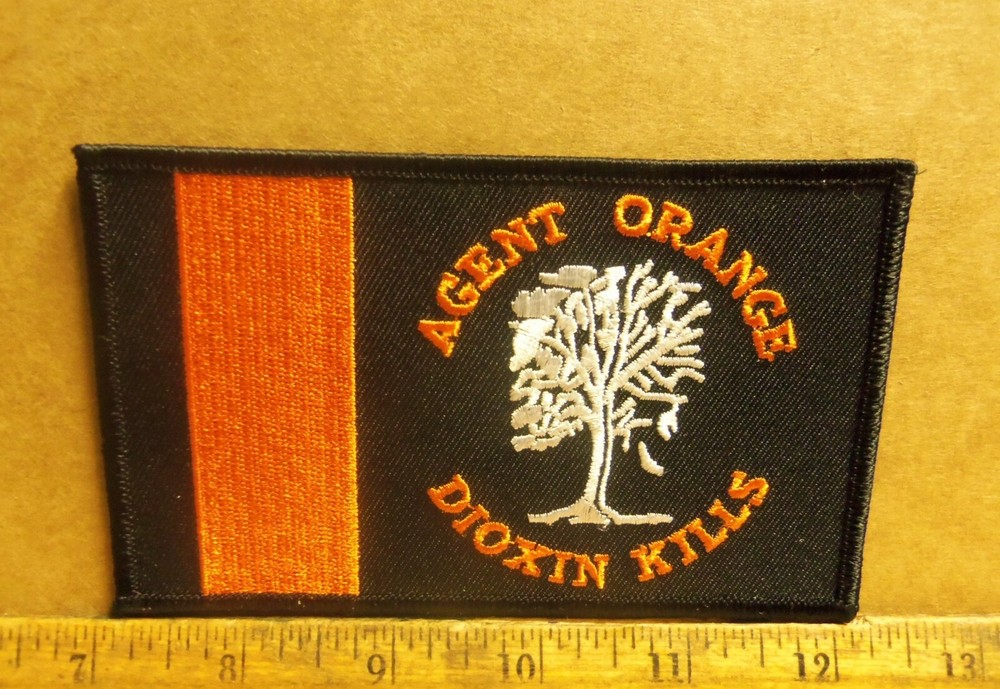 AGENT ORANGE
DIOXIN KILLS
7 8 9 10 11 12 13